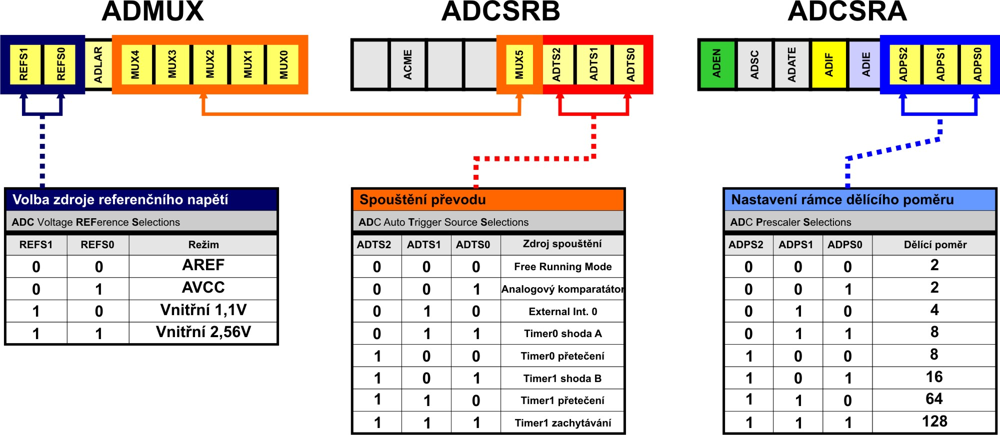 ADMUX
ADCSRB
ADCSRA
REFS1 REFS0 ADLAR MUX4 MUX3 MUX2 MUX1 MUX0
ACME MUX5 ADTS2 ADTS1 ADTS0
ADEN ADSC ADATE ADIF ADIE ADPS2 ADPS1 ADPS0
Volba zdroje referenčního napětí
ADC Voltage REFerence Selections
REFS1 REFS0 Režim
0 0 AREF
0 1 AVCC
1 0 Vnitřní 1,1V
1 1 Vnitřní 2,56V
Spouštění převodu
ADC Auto Trigger Source Selections
ADTS2 ADTS1 ADTS0 Zdroj spouštění
0 0 0 Free Running Mode
0 0 1 Analogový komparatátor
0 1 0 External Int. 0
0 1 1 Timer0 shoda A
1 0 0 Timer0 přetečení
1 0 1 Timer1 shoda B
1 1 0 Timer1 přetečení
1 1 1 Timer1 zachytávání
Nastavení rámce dělícího poměru
ADC Prescaler Selections
ADPS2 ADPS1 ADPS0 Dělící poměr
0 0 0 2
0 0 1 2
0 1 0 4
0 1 1 8
1 0 0 8
1 0 1 16
1 1 0 64
1 1 1 128